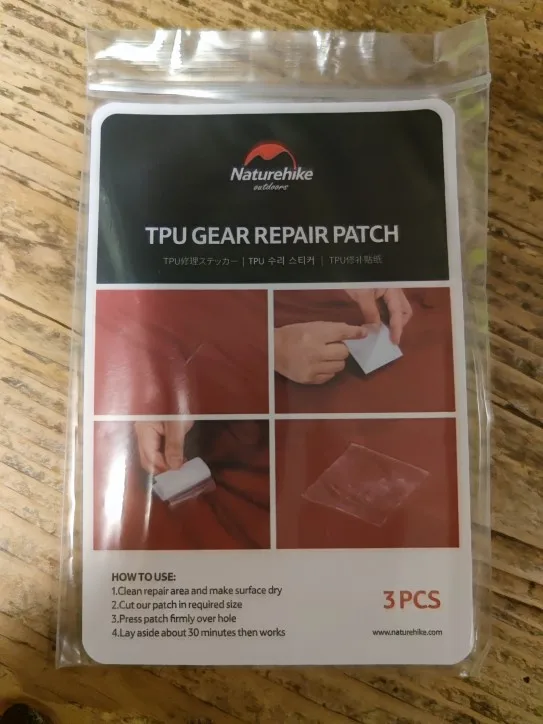 Naturehike
outdoors
TPU GEAR REPAIR PATCH
TPU修理ステッカー | TPU 수리 스티커 | TPU修补贴纸
HOW TO USE:
1.Clean repair area and make surface dry
2.Cut our patch in required size
3.Press patch firmly over hole
4.Lay aside about 30 minutes then works
3 PCS
www.naturehike.com